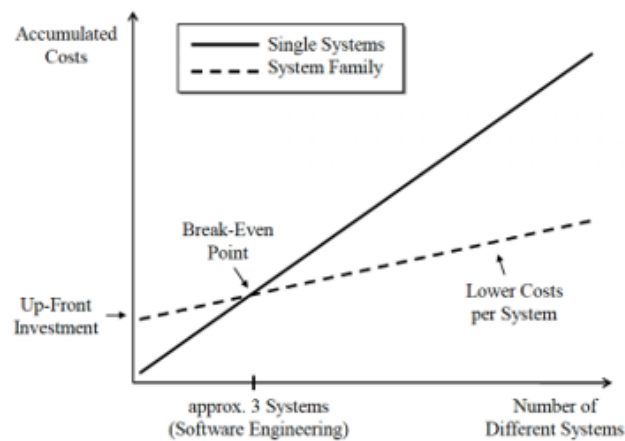 Accumulated
Costs
Single Systems
System Family
Break-Even
Point
Up-Front
Investment
Lower Costs
per System
approx. 3 Systems
(Software Engineering)
Number of
Different Systems